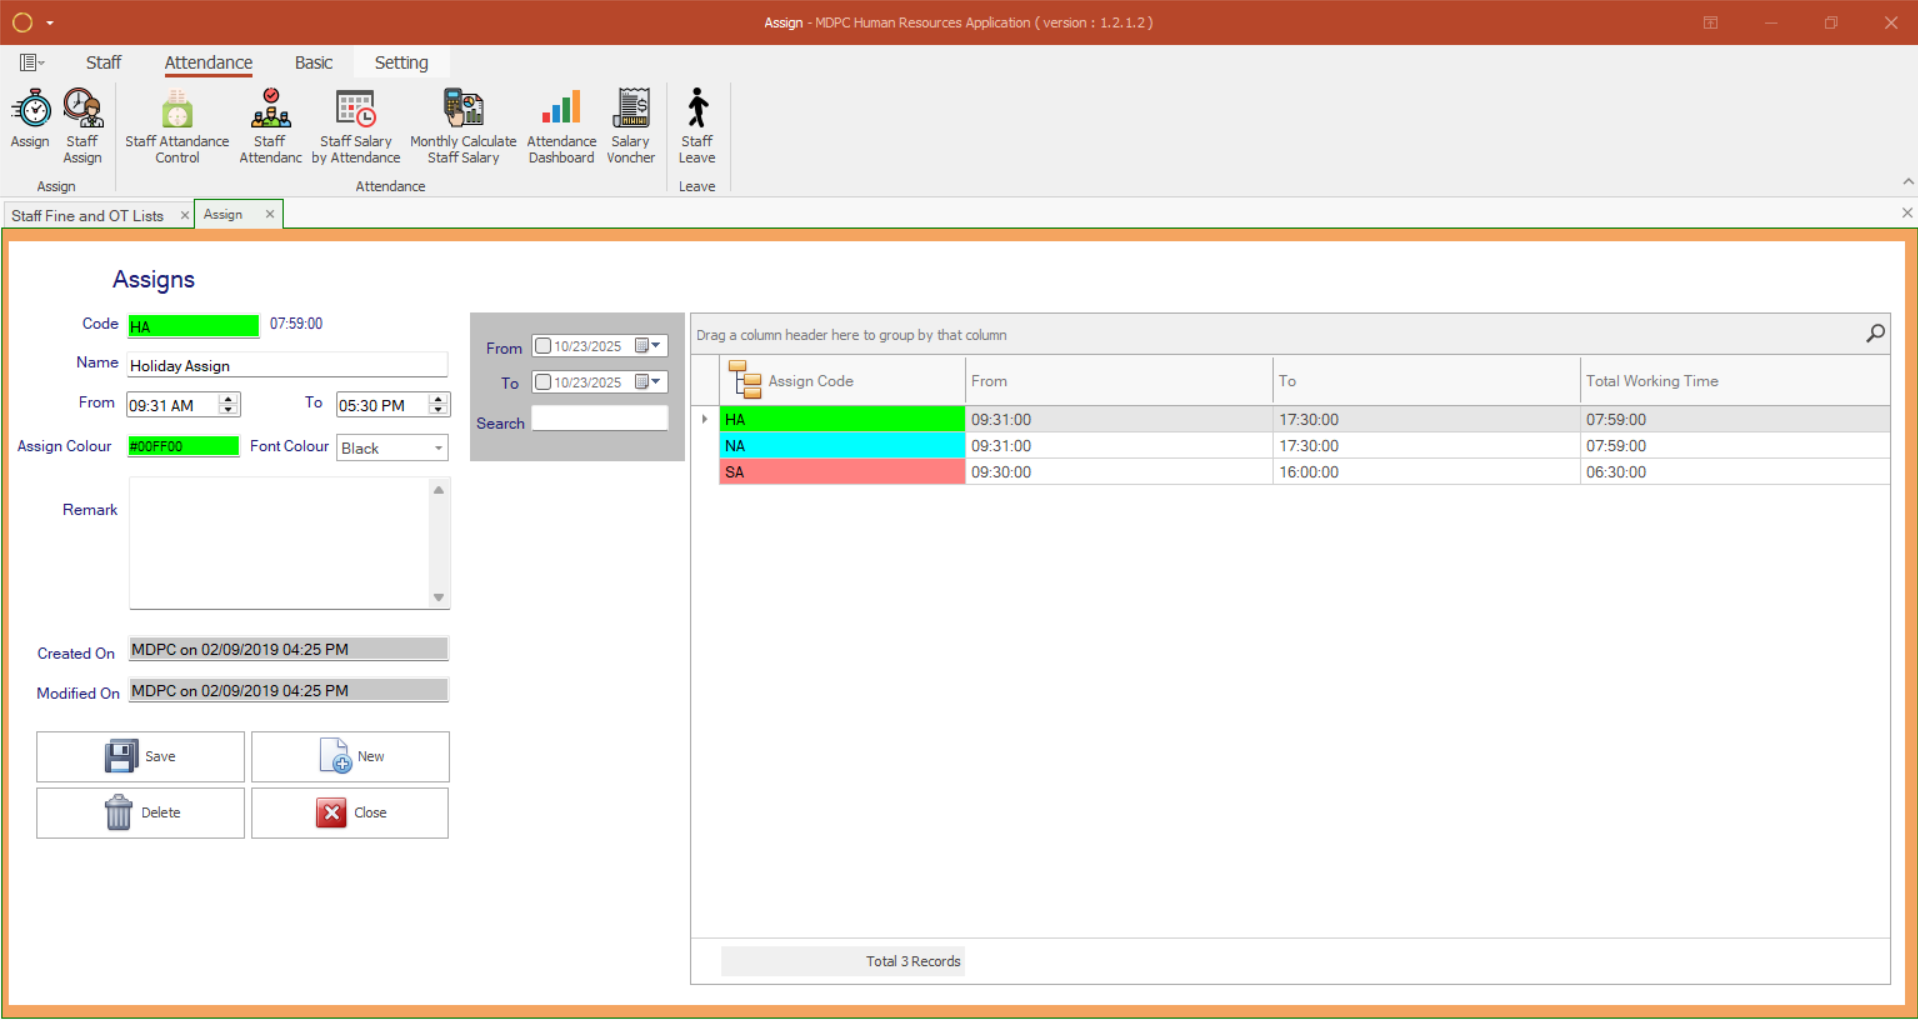 Assign - MDPC Human Resources Application ( version : 1.2.1.2 )
Staff Attendance Basic Setting
Assign
Staff Assign
Staff Attandance Control
Staff Attendanc
Staff Salary by Attendance
Monthly Calculate Staff Salary
Attendance Dashboard
Salary Voncher
Staff Leave
Assign Attendance Leave
Staff Fine and OT Lists Assign
Assigns
Code HA 07:59:00
Name Holiday Assign
From 09:31 AM To 05:30 PM
Assign Colour #00FF00 Font Colour Black
Remark
Created On MDPC on 02/09/2019 04:25 PM
Modified On MDPC on 02/09/2019 04:25 PM
Save New
Delete Close
From 10/23/2025
To 10/23/2025
Search
Drag a column header here to group by that column
Assign Code From To Total Working Time
HA 09:31:00 17:30:00 07:59:00
NA 09:31:00 17:30:00 07:59:00
SA 09:30:00 16:00:00 06:30:00
Total 3 Records